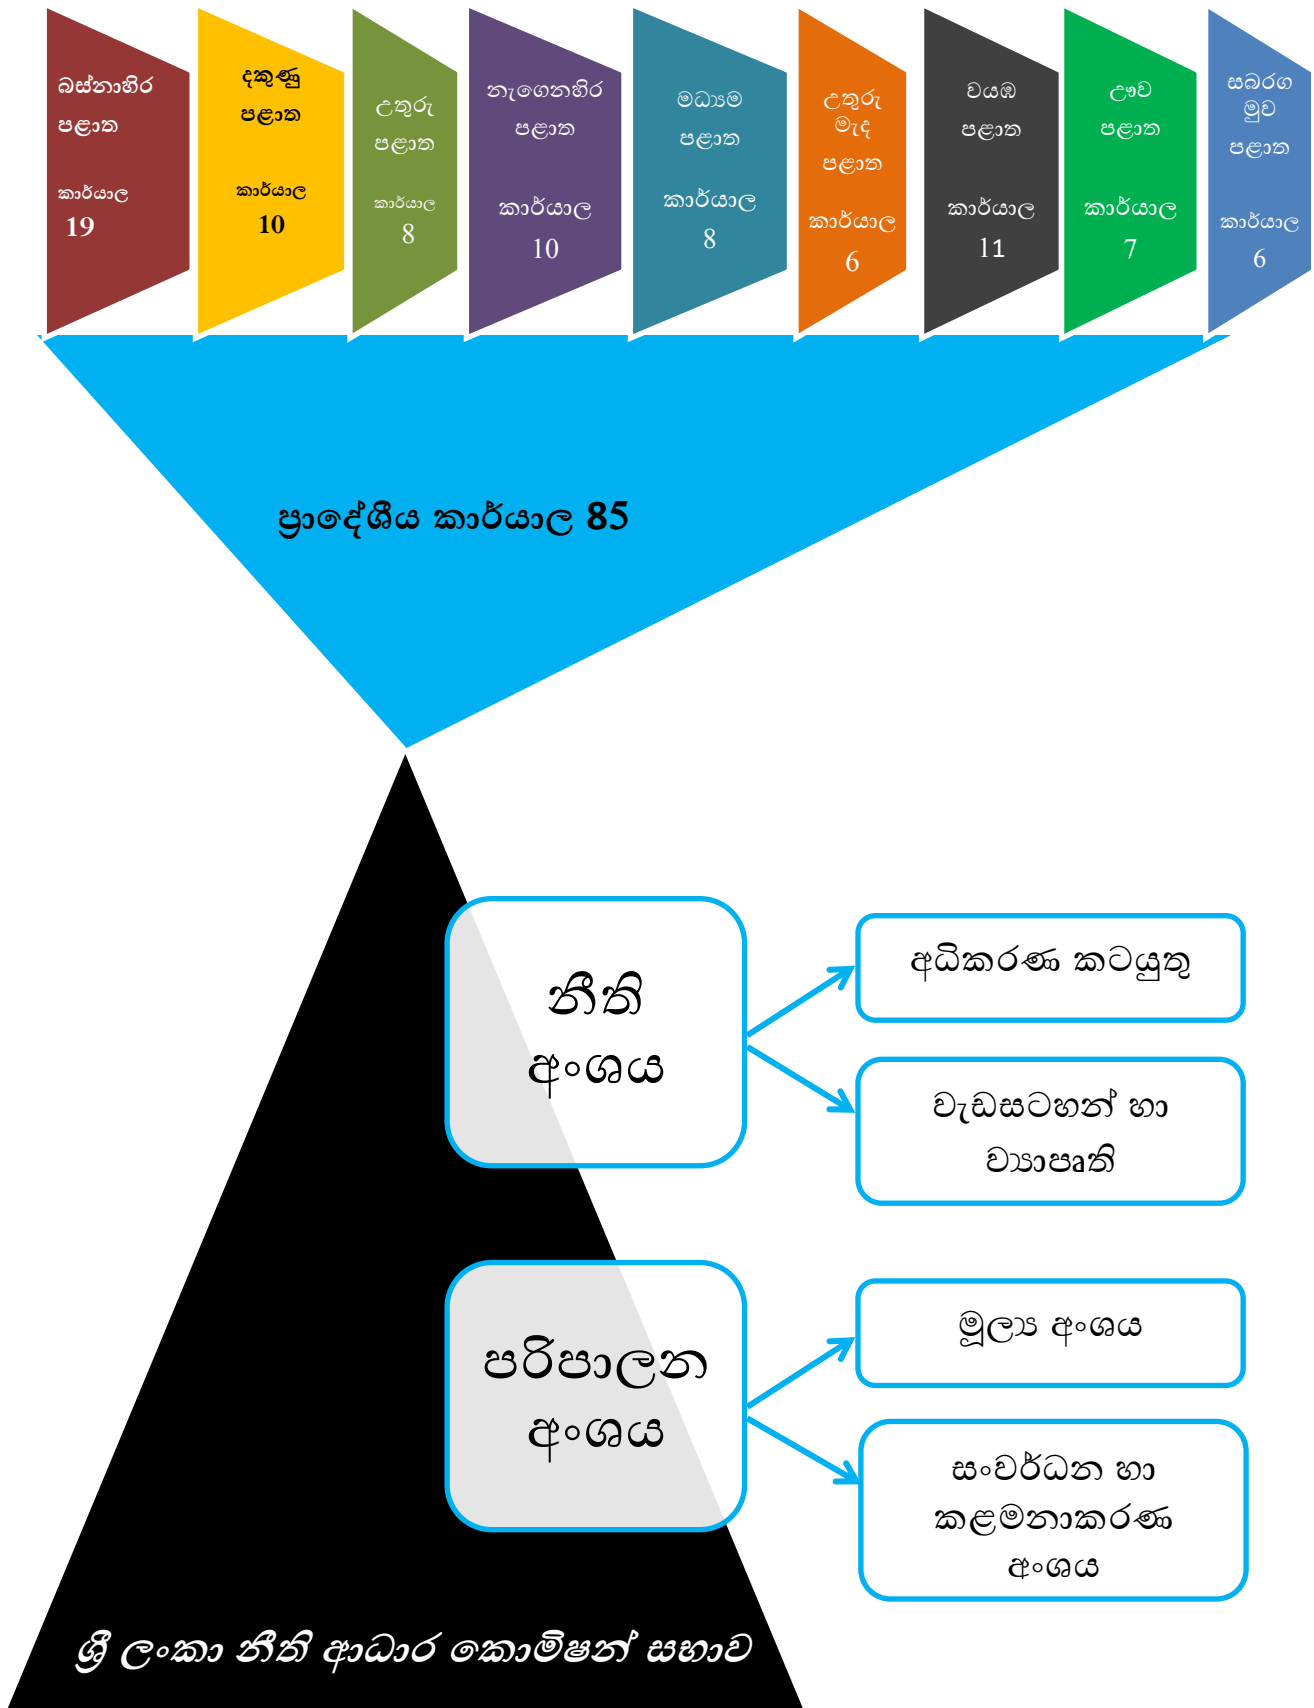 බස්නාහිර
පළාත
කාර්යාල
19
දකුණු
පළාත
කාර්යාල
10
උතුරු
පළාත
කාර්යාල
8
නැගෙනහිර
පළාත
කාර්යාල
10
මධ්‍යම
පළාත
කාර්යාල
8
උතුරු
මැද
පළාත
කාර්යාල
6
වයඹ
පළාත
කාර්යාල
11
ඌව
පළාත
කාර්යාල
7
සබරග
මුව
පළාත
කාර්යාල
6
ප්‍රාදේශීය කාර්යාල 85
නීති
අංශය
අධිකරණ කටයුතු
වැඩසටහන් හා
ව්‍යාපෘති
පරිපාලන
අංශය
මූල්‍ය අංශය
සංවර්ධන හා
කළමනාකරණ
අංශය
ශ්‍රී ලංකා නීති ආධාර කොමිෂන් සභාව